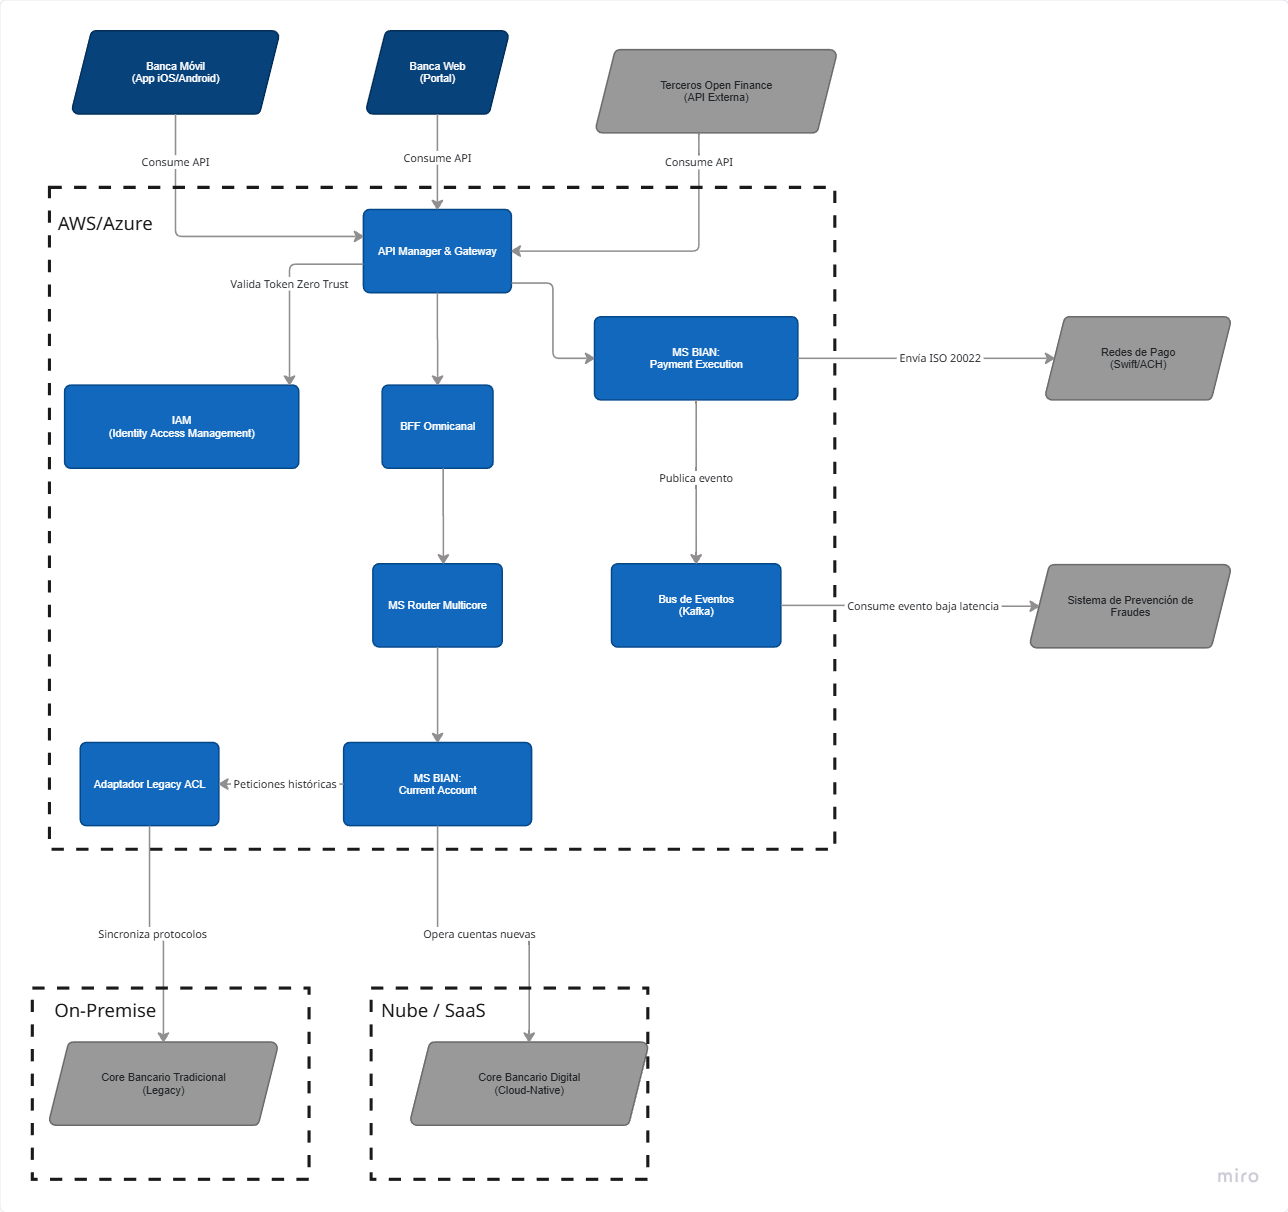 Banca Móvil
(App iOS/Android)
Banca Web
(Portal)
Terceros Open Finance
(API Externa)
Consume API
Consume API
Consume API
AWS/Azure
API Manager & Gateway
Valida Token Zero Trust
MS BIAN:
Payment Execution
Envía ISO 20022
Redes de Pago
(Swift/ACH)
IAM
(Identity Access Management)
BFF Omnicanal
Publica evento
MS Router Multicore
Bus de Eventos
(Kafka)
Consume evento baja latencia
Sistema de Prevención de
Fraudes
Adaptador Legacy ACL
Peticiones históricas
MS BIAN:
Current Account
Sincroniza protocolos
Opera cuentas nuevas
On-Premise
Nube / SaaS
Core Bancario Tradicional
(Legacy)
Core Bancario Digital
(Cloud-Native)
miro